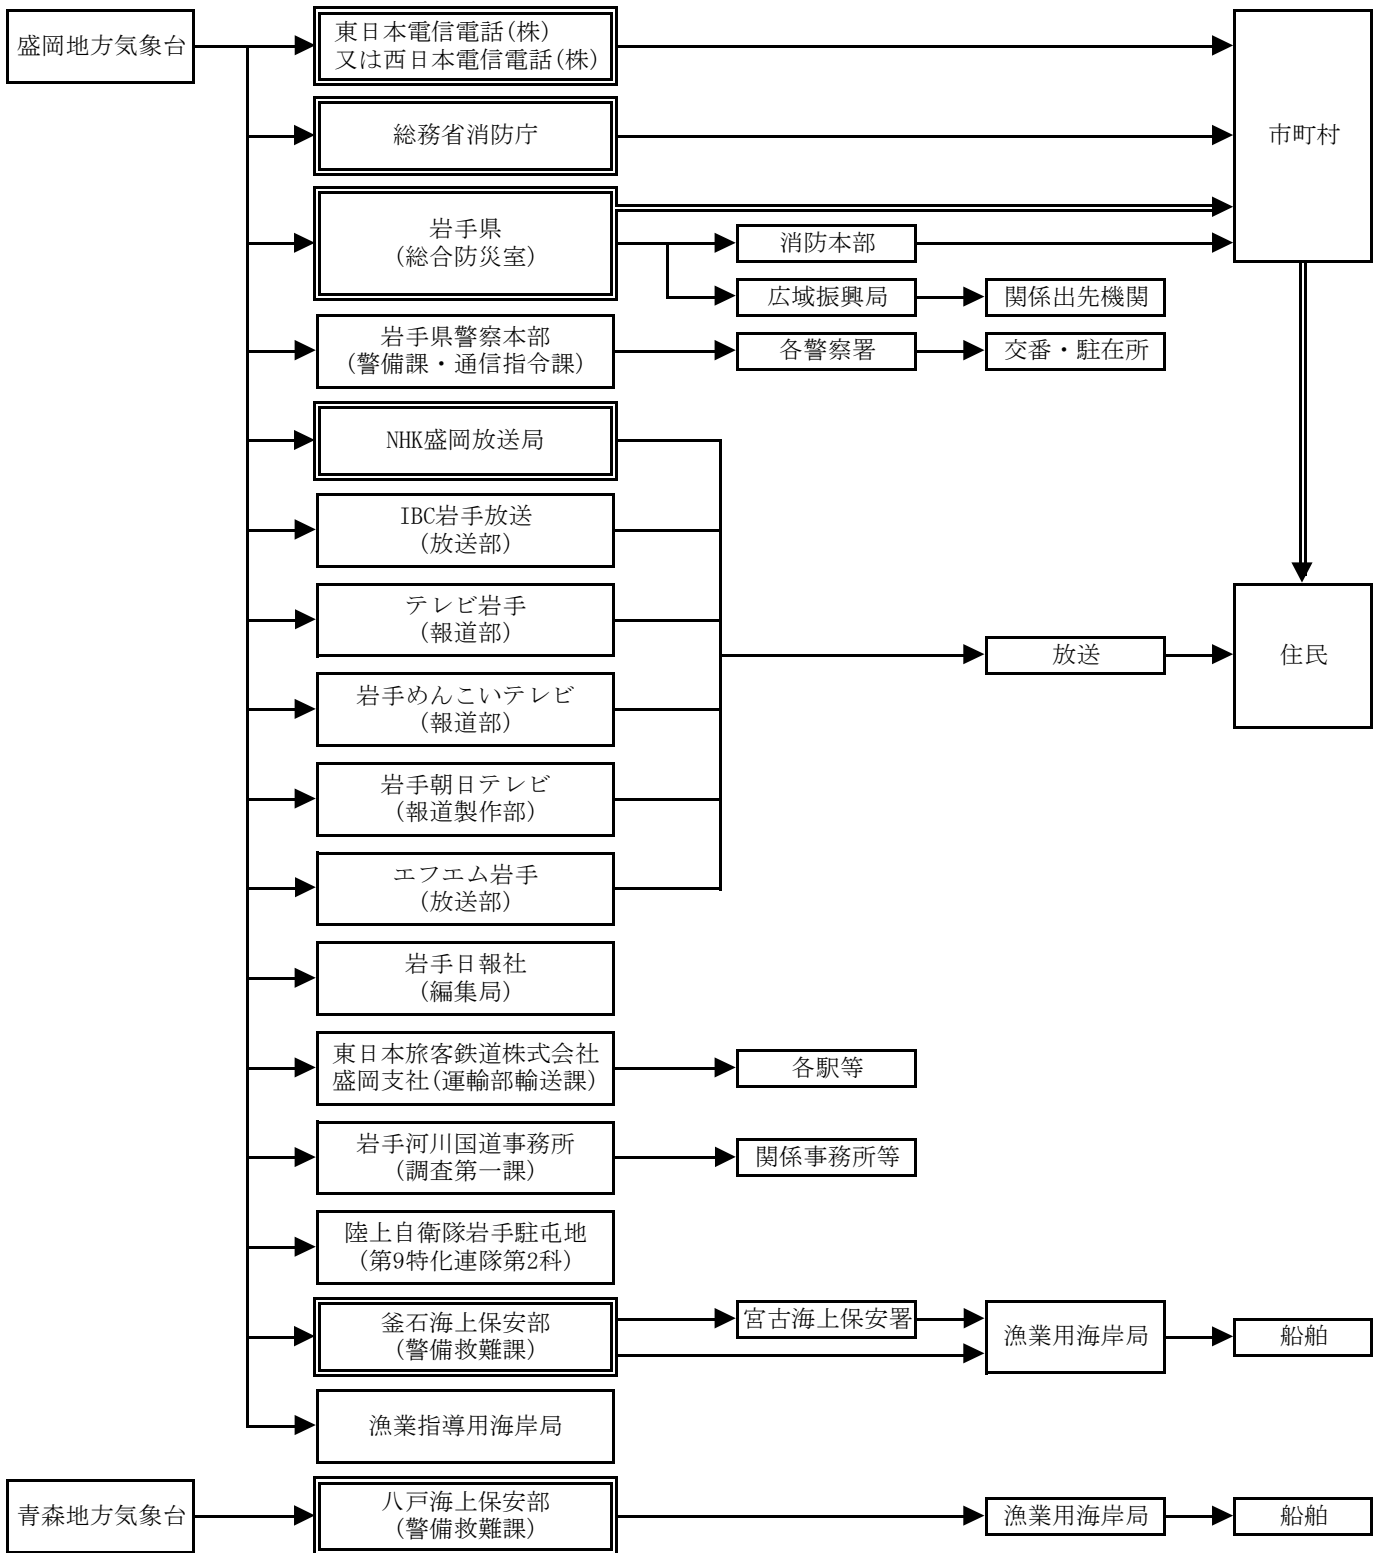 盛岡地方気象台
東日本電信電話(株)
又は西日本電信電話(株)
市町村
総務省消防庁
岩手県
(総合防災室)
消防本部
広域振興局
関係出先機関
岩手県警察本部
(警備課・通信指令課)
各警察署
交番・駐在所
NHK盛岡放送局
IBC岩手放送
(放送部)
テレビ岩手
(報道部)
放送
住民
岩手めんこいテレビ
(報道部)
岩手朝日テレビ
(報道製作部)
エフエム岩手
(放送部)
岩手日報社
(編集局)
東日本旅客鉄道株式会社
盛岡支社(運輸部輸送課)
各駅等
岩手河川国道事務所
(調査第一課)
関係事務所等
陸上自衛隊岩手駐屯地
(第9特化連隊第2科)
釜石海上保安部
(警備救難課)
宮古海上保安署
漁業用海岸局
船舶
漁業指導用海岸局
青森地方気象台
八戸海上保安部
(警備救難課)
漁業用海岸局
船舶